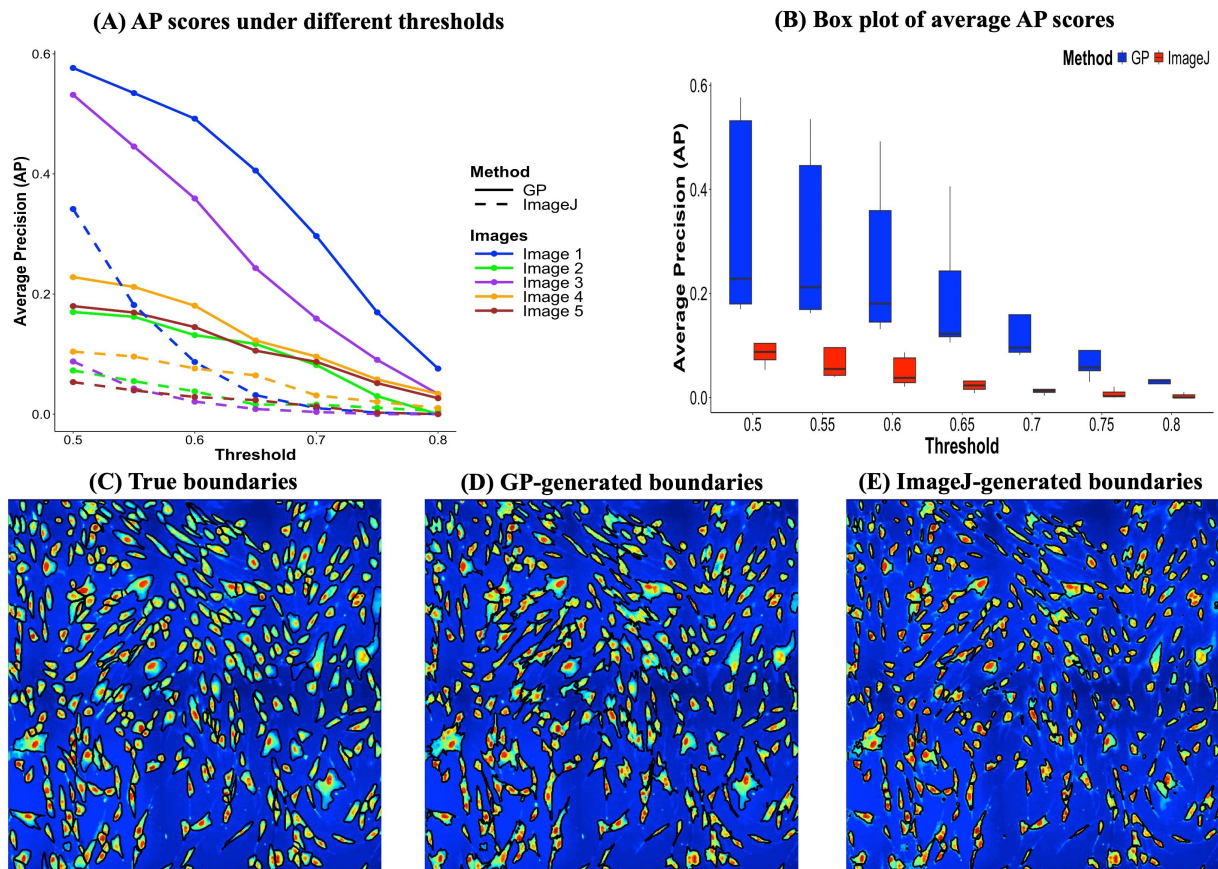 (A) AP scores under different thresholds
0.6
0.4
0.2
0.0
Average Precision (AP)
0.5
0.6
0.7
0.8
Threshold
Method
GP
ImageJ
Images
Image 1
Image 2
Image 3
Image 4
Image 5
(B) Box plot of average AP scores
Method GP ImageJ
0.6
0.4
0.2
0.0
Average Precision (AP)
0.5
0.55
0.6
0.65
0.7
0.75
0.8
Threshold
(C) True boundaries
(D) GP-generated boundaries
(E) ImageJ-generated boundaries